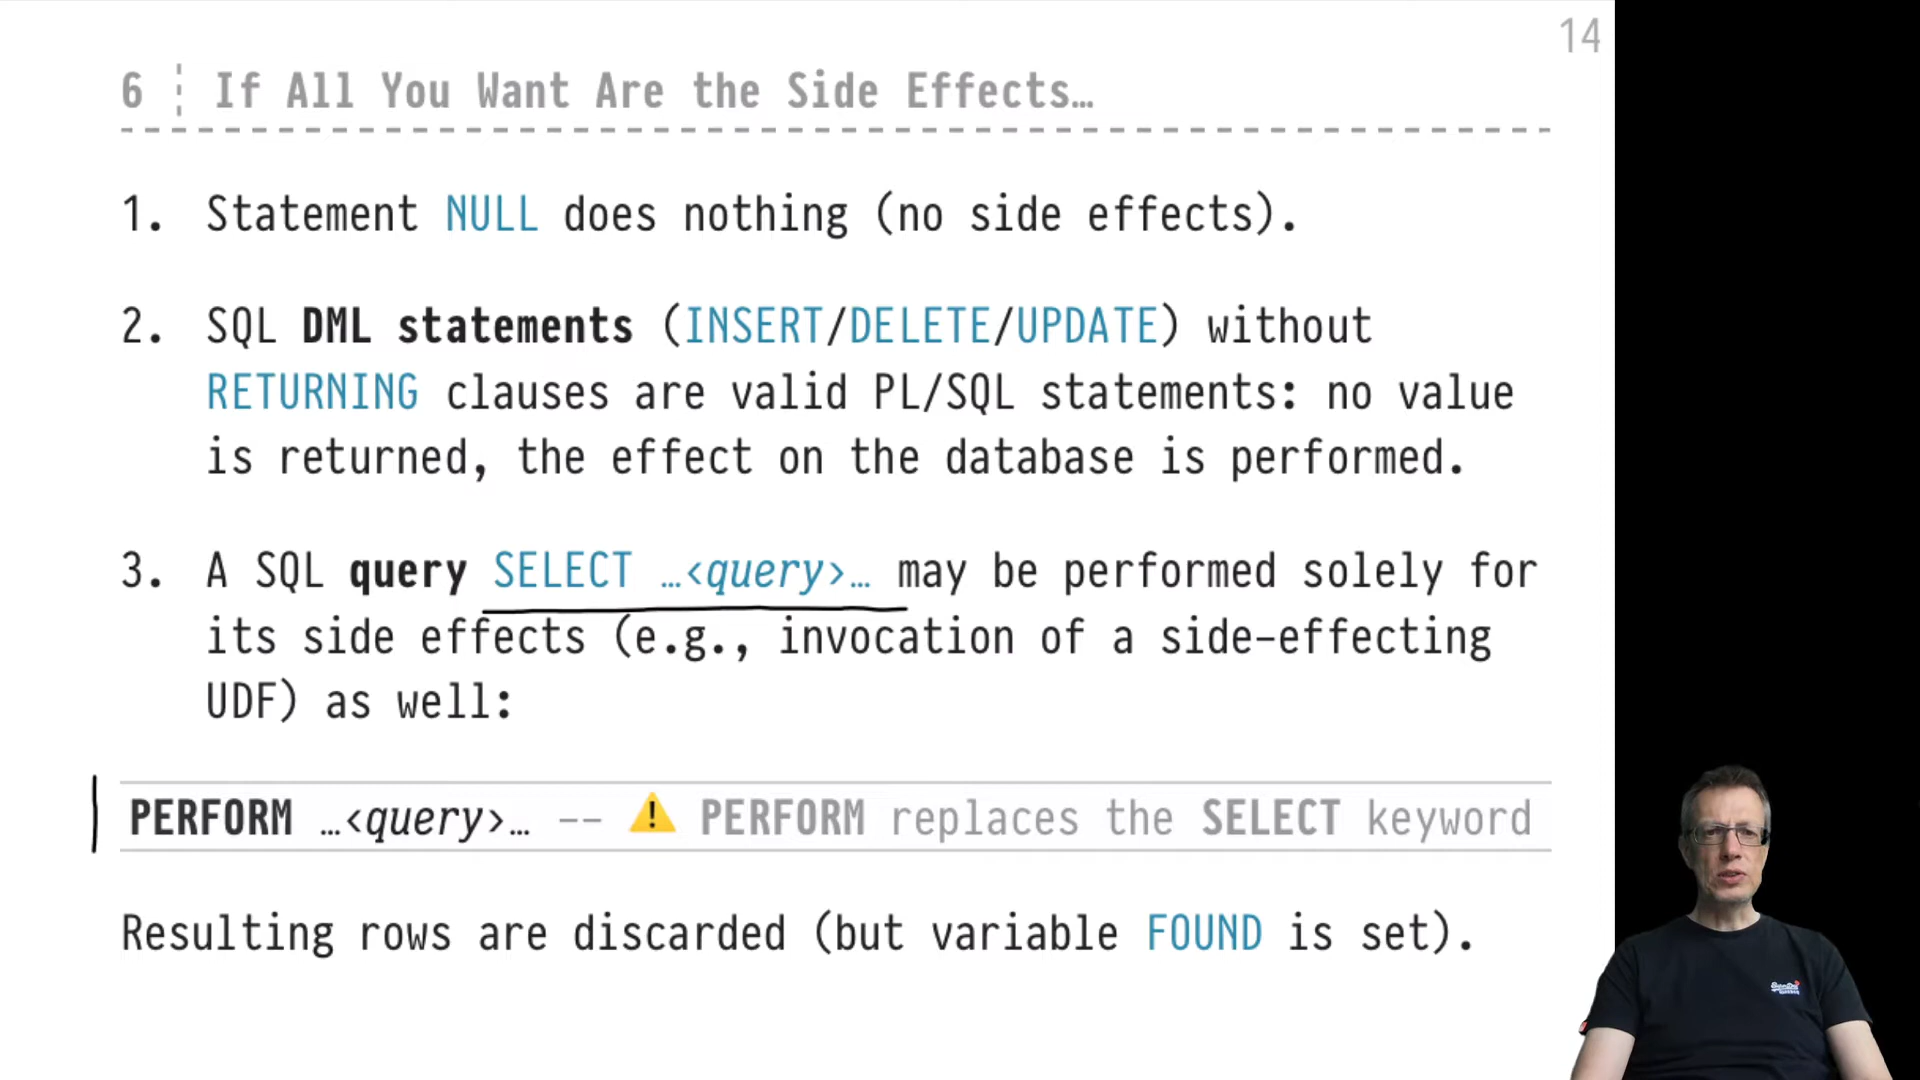 14
6 ┆ If All You Want Are the Side Effects…
1. Statement NULL does nothing (no side effects).
2. SQL DML statements (INSERT/DELETE/UPDATE) without
RETURNING clauses are valid PL/SQL statements: no value
is returned, the effect on the database is performed.
3. A SQL query SELECT …<query>… may be performed solely for
its side effects (e.g., invocation of a side-effecting
UDF) as well:
PERFORM …<query>… -- ⚠️ PERFORM replaces the SELECT keyword
Resulting rows are discarded (but variable FOUND is set).